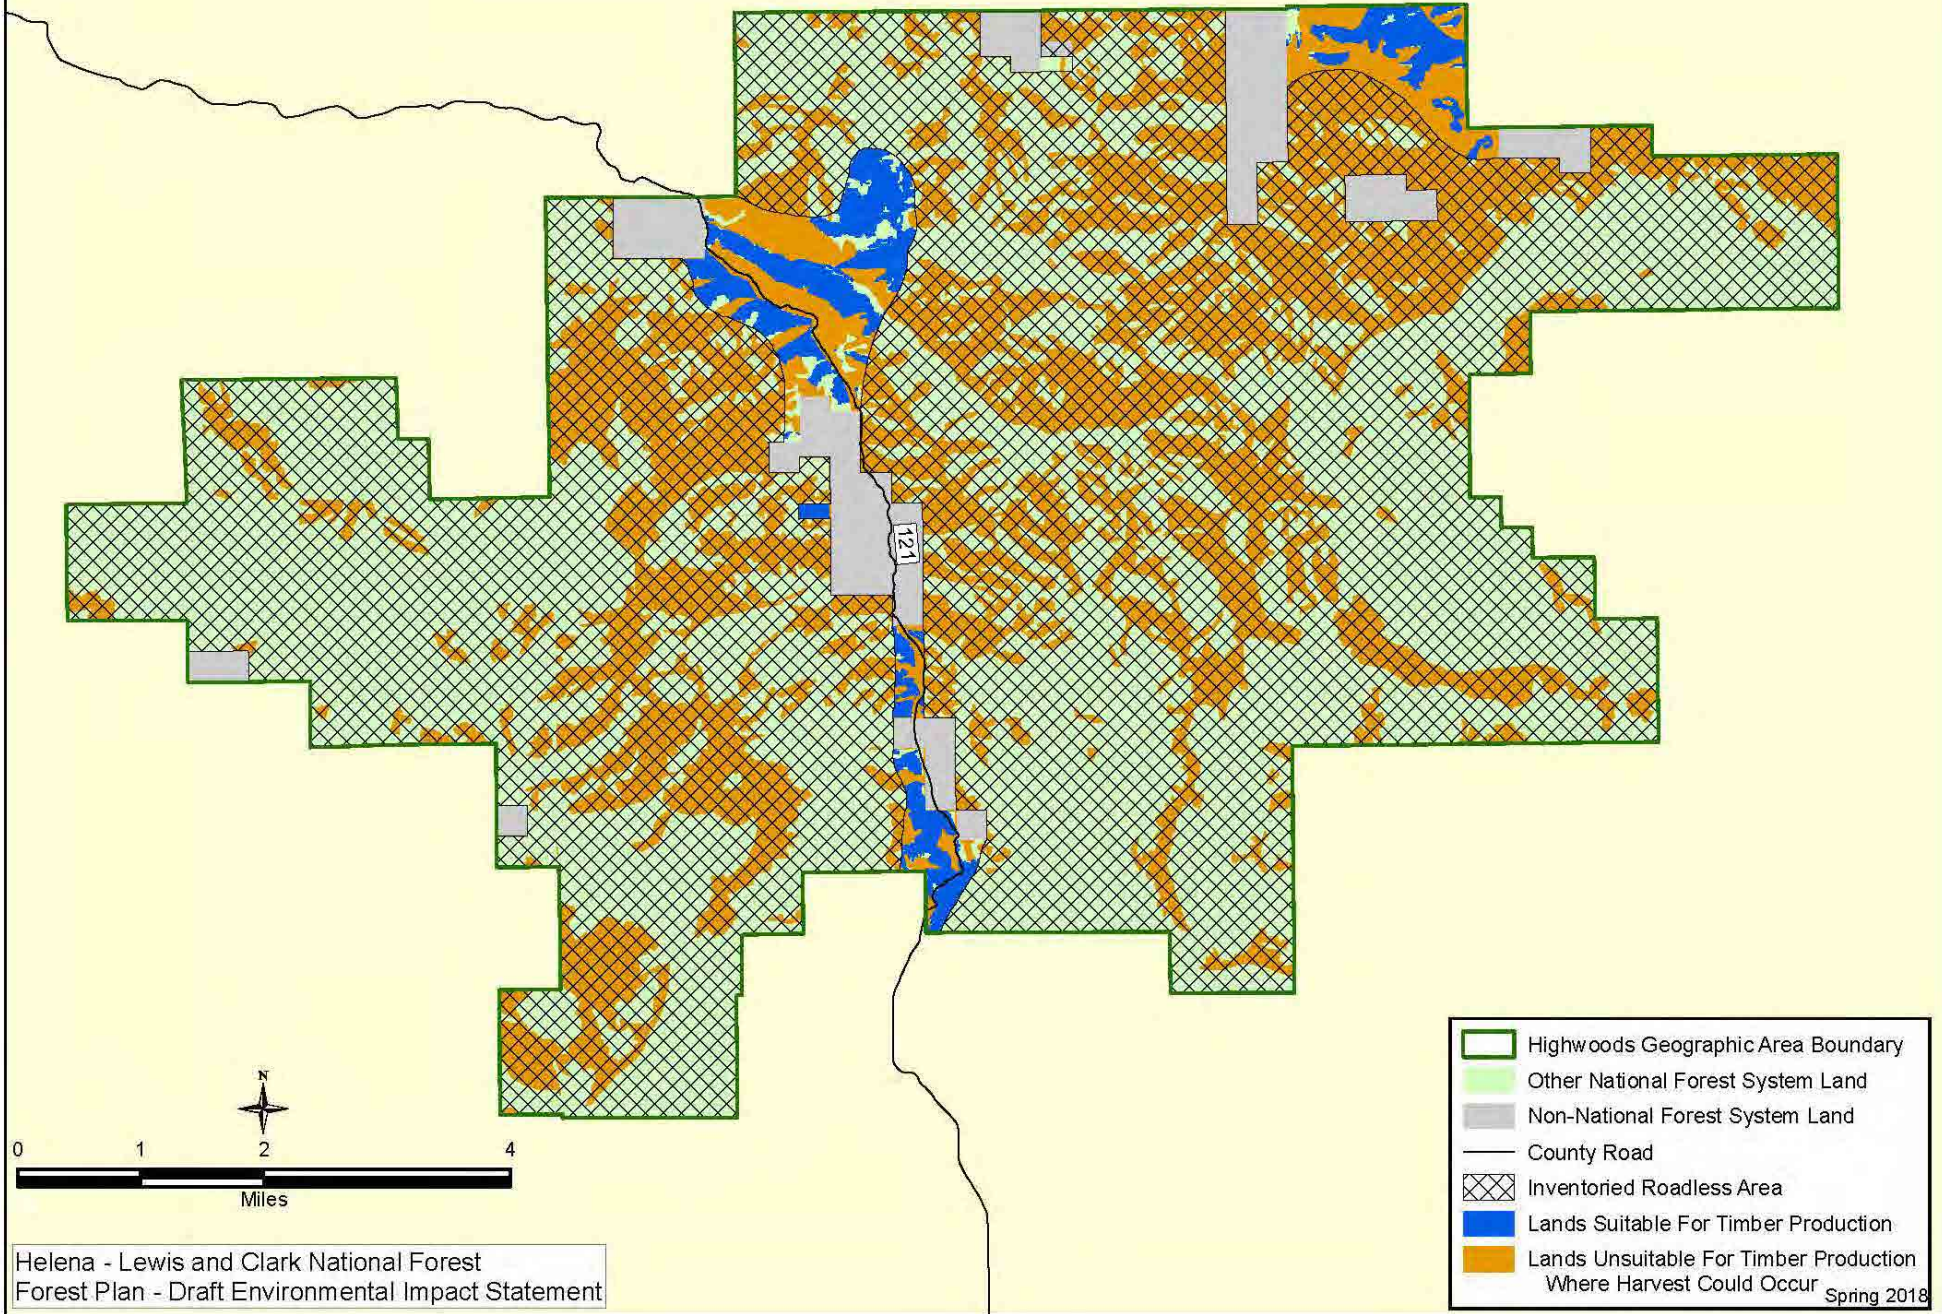 121
N
0 1 2 4
Miles
Helena - Lewis and Clark National Forest
Forest Plan - Draft Environmental Impact Statement
Highwoods Geographic Area Boundary
Other National Forest System Land
Non-National Forest System Land
County Road
Inventoried Roadless Area
Lands Suitable For Timber Production
Lands Unsuitable For Timber Production
Where Harvest Could Occur
Spring 2018